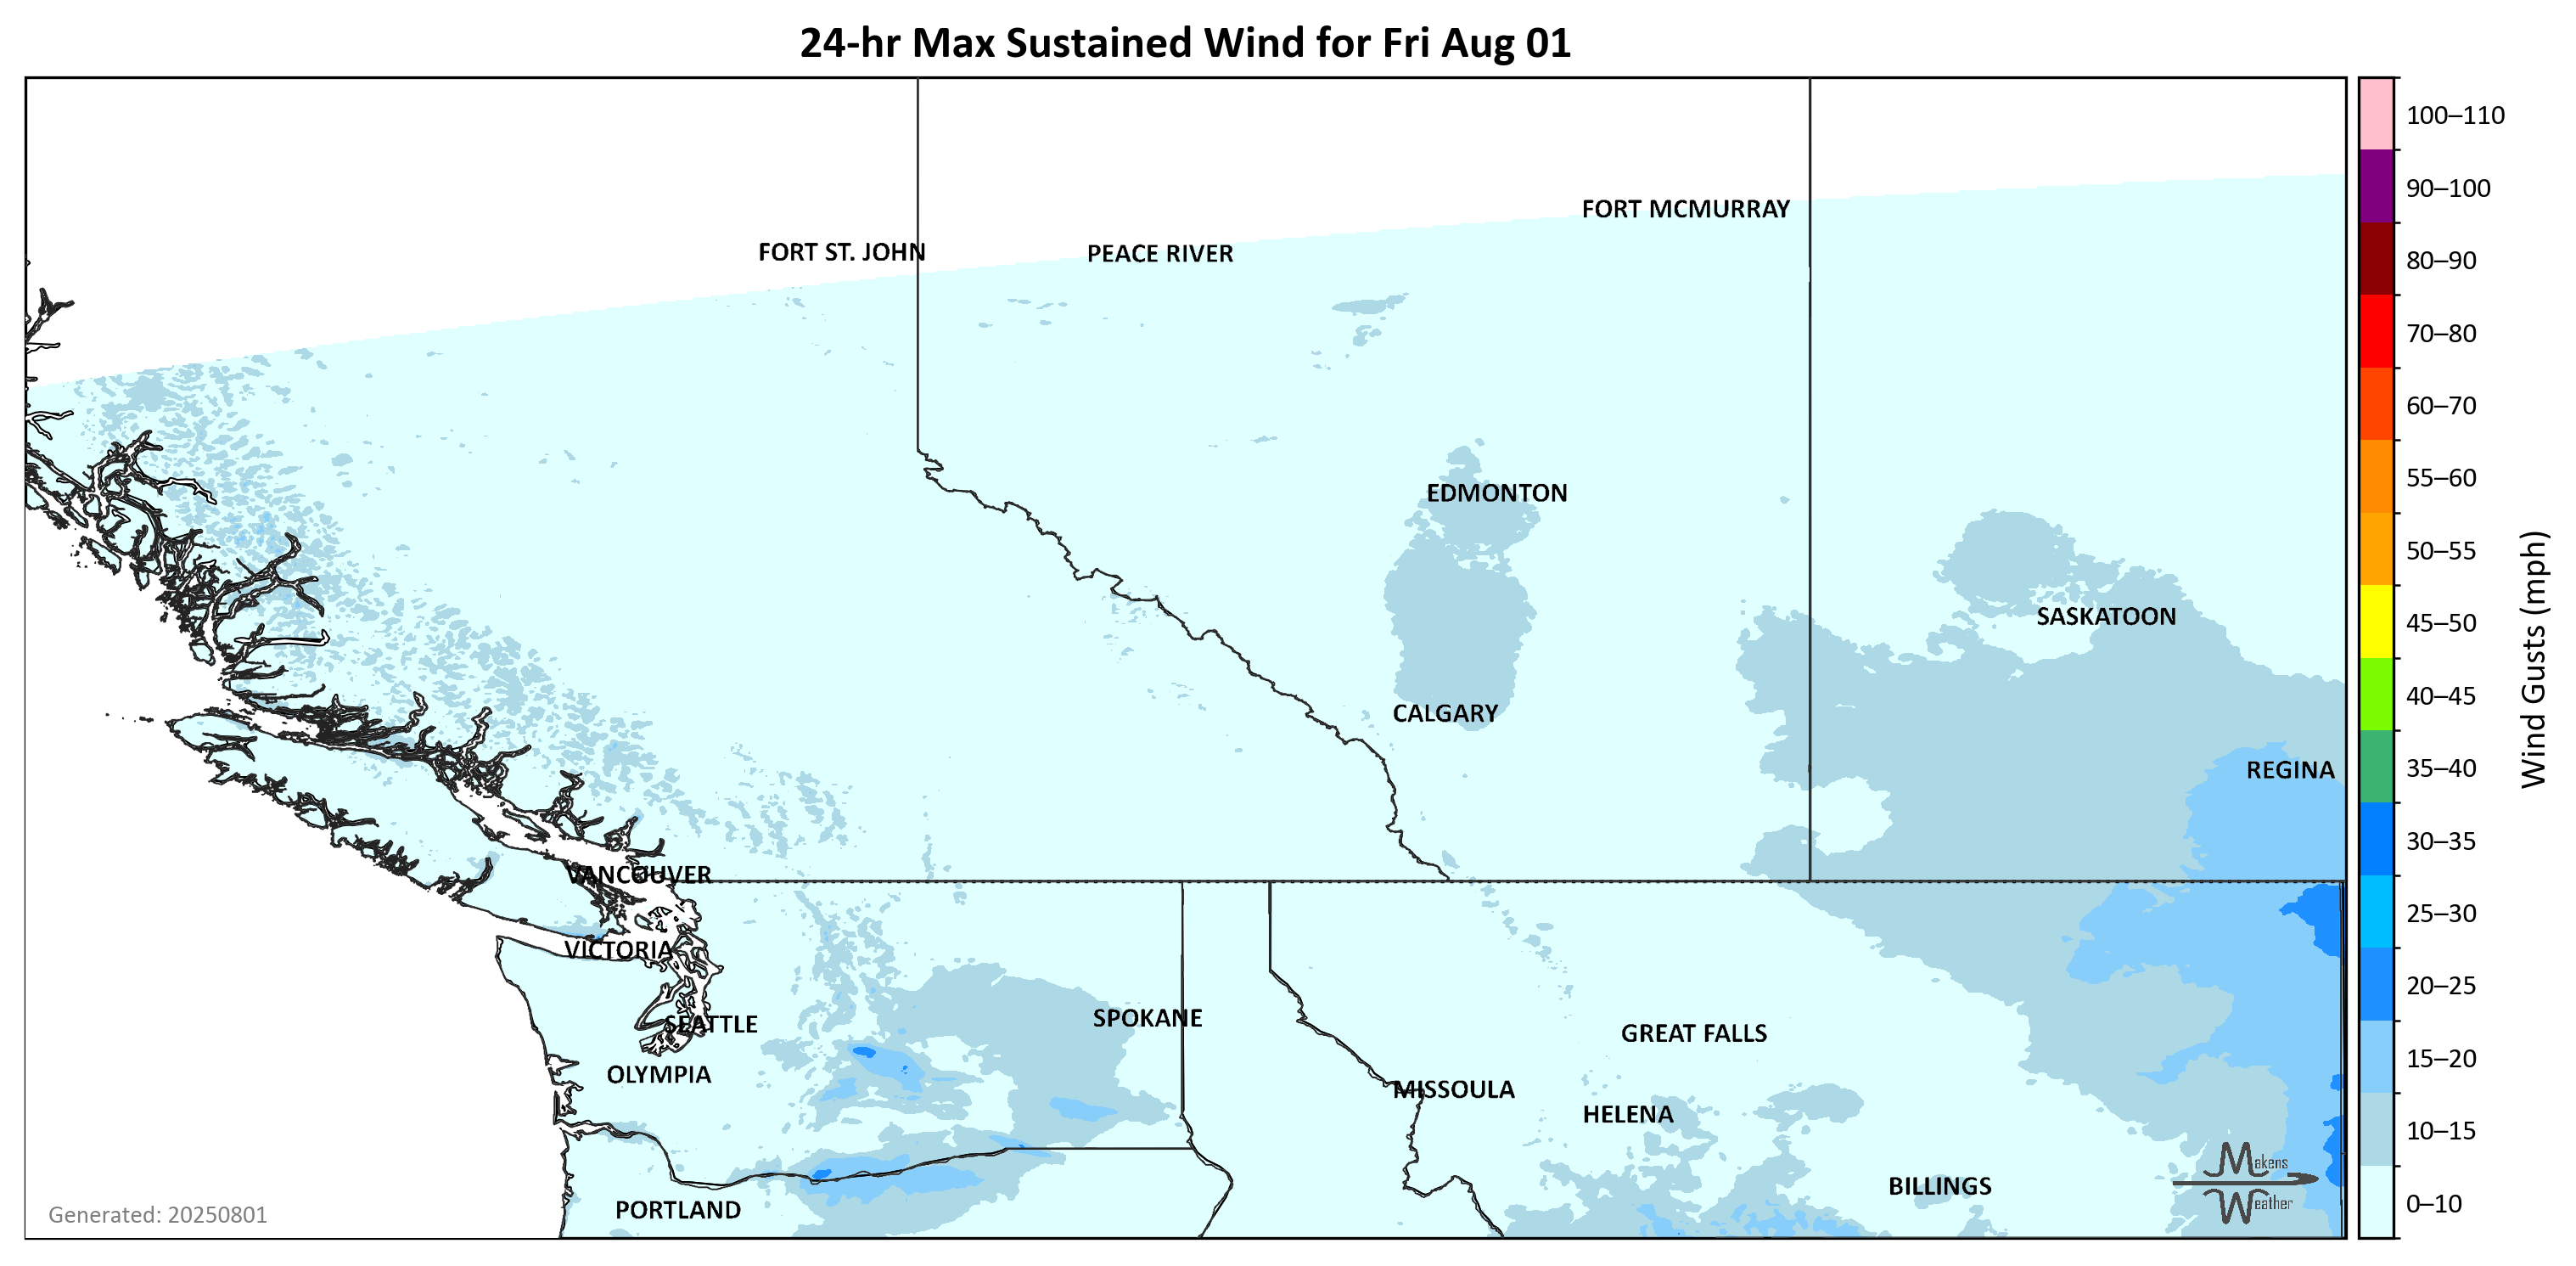 24-hr Max Sustained Wind for Fri Aug 01
100–110
90–100
80–90
70–80
60–70
55–60
50–55
45–50
40–45
35–40
30–35
25–30
20–25
15–20
10–15
0–10
Wind Gusts (mph)
FORT MCMURRAY
FORT ST. JOHN
PEACE RIVER
EDMONTON
SASKATOON
CALGARY
REGINA
VANCOUVER
VICTORIA
SEATTLE
SPOKANE
GREAT FALLS
OLYMPIA
MISSOULA
HELENA
BILLINGS
PORTLAND
Makens
Weather
Generated: 20250801